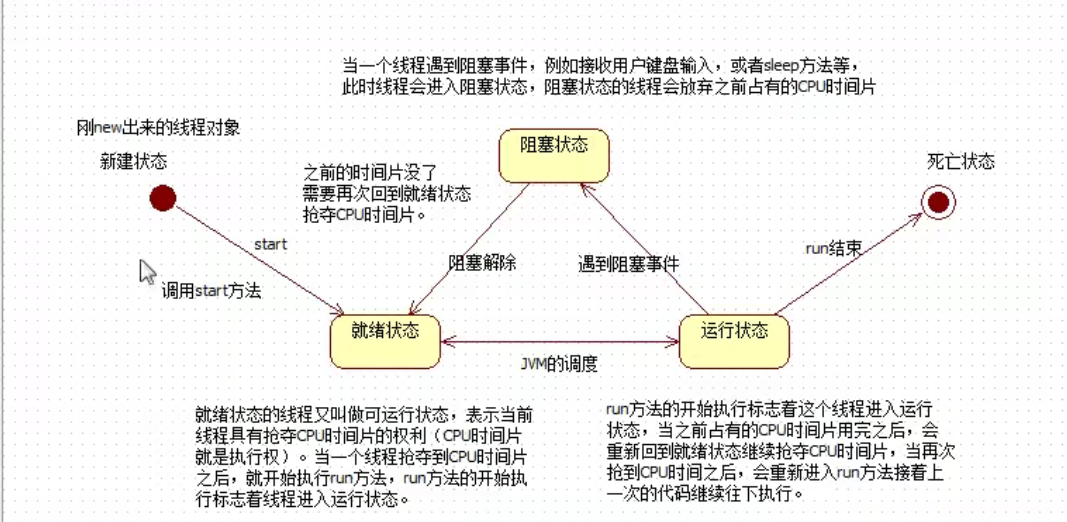 当一个线程遇到阻塞事件，例如接收用户键盘输入，或者sleep方法等，
此时线程会进入阻塞状态，阻塞状态的线程会放弃之前占有的CPU时间片
刚new出来的线程对象
新建状态
之前的时间片没了
需要再次回到就绪状态
抢夺CPU时间片。
阻塞状态
死亡状态
start
调用start方法
阻塞解除
遇到阻塞事件
run结束
就绪状态
运行状态
JVM的调度
就绪状态的线程又叫做可运行状态，表示当前
线程具有抢夺CPU时间片的权利（CPU时间片
就是执行权）。当一个线程抢夺到CPU时间片
之后，就开始执行run方法，run方法的开始执
行标志着线程进入运行状态。
run方法的开始执行标志着这个线程进入运行
状态，当之前占有的CPU时间片用完之后，会
重新回到就绪状态继续抢夺CPU时间片，当再次
抢到CPU时间之后，会重新进入run方法接着上
一次的代码继续往下执行。